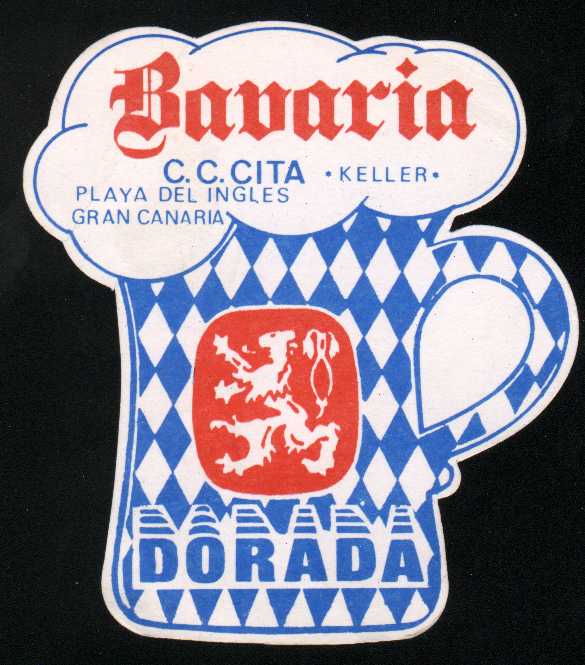 Bavaria
C.C.CITA · KELLER ·
PLAYA DEL INGLES
GRAN CANARIA
DORADA